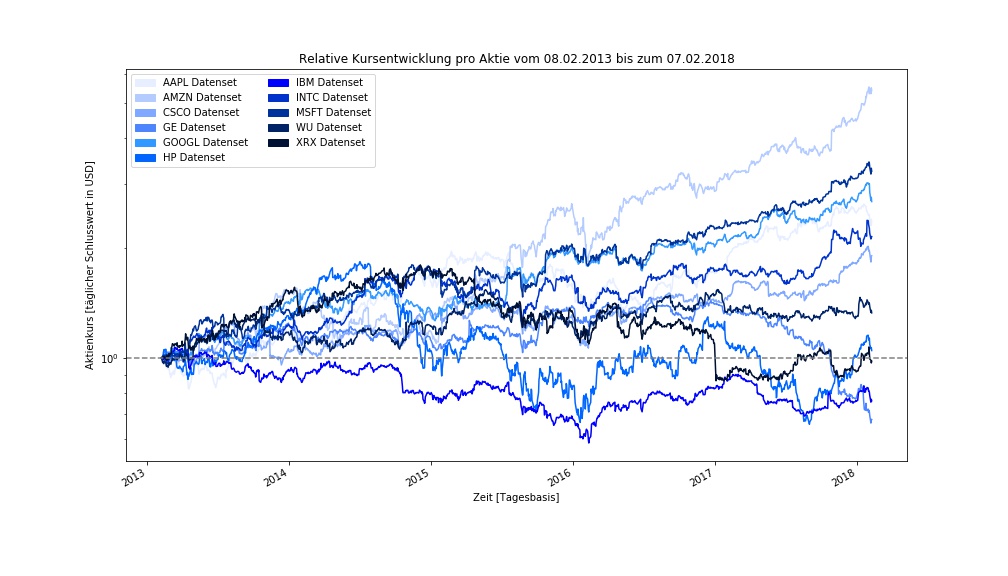 Relative Kursentwicklung pro Aktie vom 08.02.2013 bis zum 07.02.2018
AAPL Datenset
AMZN Datenset
CSCO Datenset
GE Datenset
GOOGL Datenset
HP Datenset
IBM Datenset
INTC Datenset
MSFT Datenset
WU Datenset
XRX Datenset
Aktienkurs [täglicher Schlusswert in USD]
10⁰
2013
2014
2015
2016
2017
2018
Zeit [Tagesbasis]